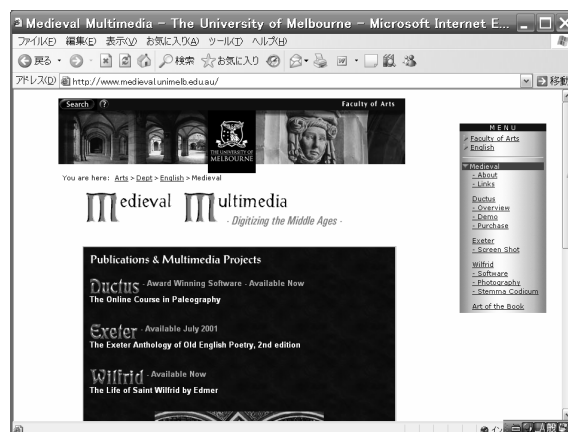 Medieval Multimedia - The University of Melbourne - Microsoft Internet E...
ファイル(F) 編集(E) 表示(V) お気に入り(A) ツール(T) ヘルプ(H)
戻る 検索 お気に入り
アドレス(D) http://www.medieval.unimelb.edu.au/ 移動
Search ? Faculty of Arts
THE UNIVERSITY OF
MELBOURNE
You are here: Arts > Dept > English > Medieval
Medieval Multimedia
- Digitizing the Middle Ages -
Publications & Multimedia Projects
Ductus - Award Winning Software - Available Now
The Online Course in Paleography
Exeter - Available July 2001
The Exeter Anthology of Old English Poetry, 2nd edition
Wilfrid - Available Now
The Life of Saint Wilfrid by Edmer
MENU
Faculty of Arts
English
Medieval
- About
- Links
Ductus
- Overview
- Demo
- Purchase
Exeter
- Screen Shot
Wilfrid
- Software
- Photography
- Stemma Codicum
Art of the Book